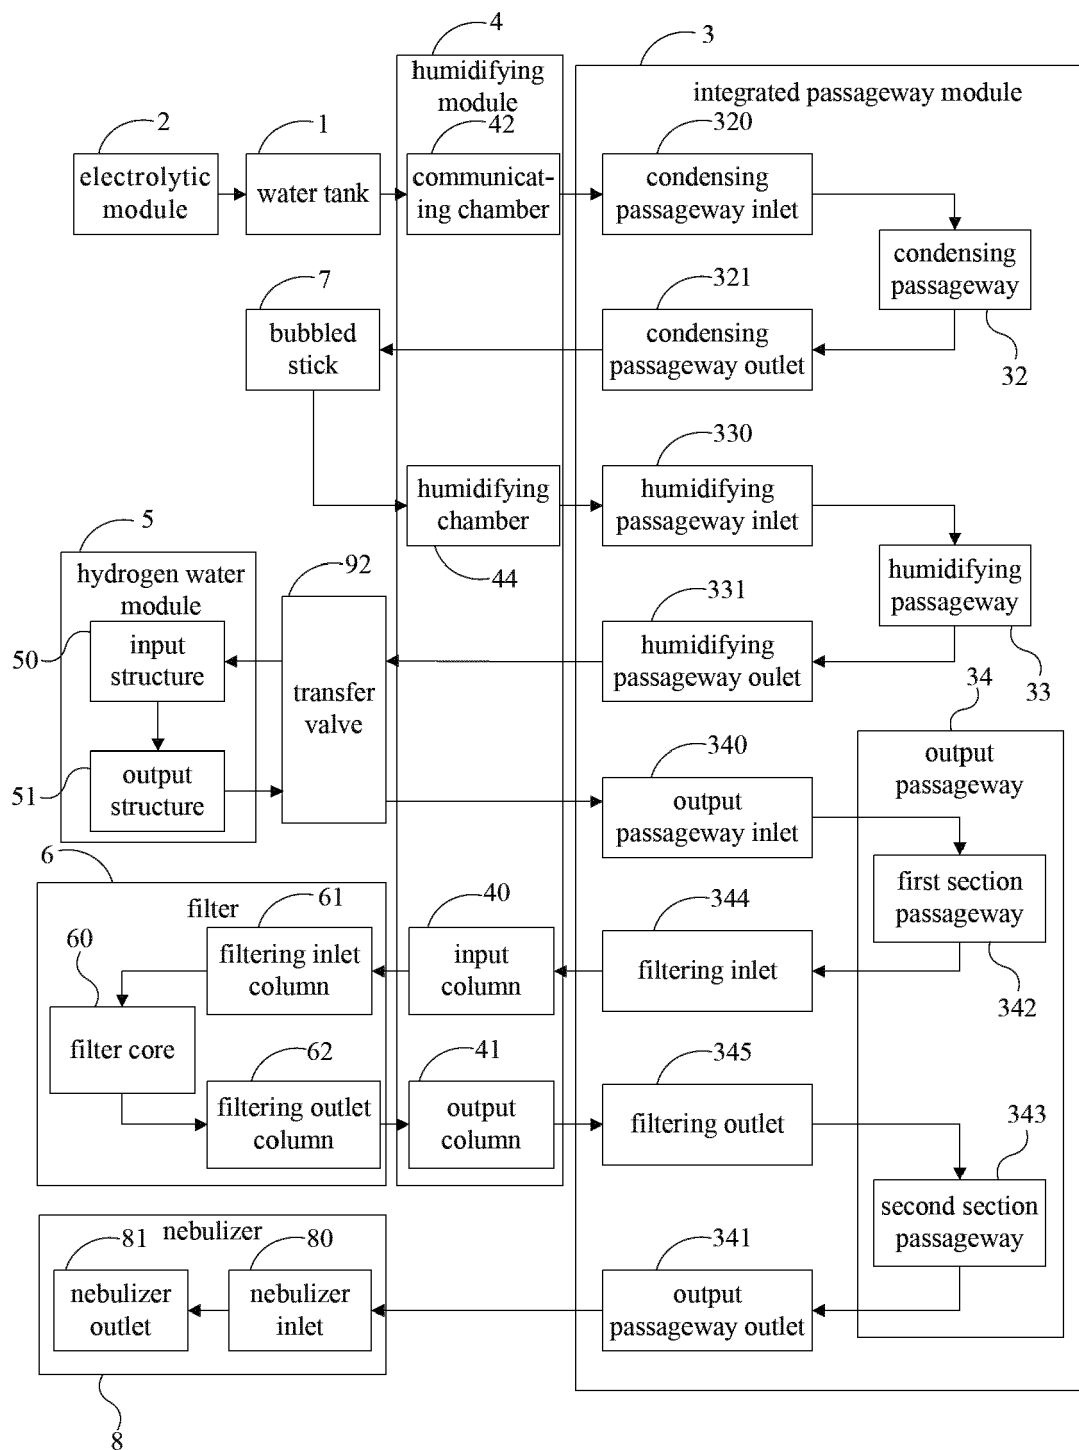 4
humidifying
module
3
integrated passageway module
2
electrolytic
module
1
water tank
42
communicat-
ing chamber
320
condensing
passageway inlet
condensing
passageway
32
7
bubbled
stick
321
condensing
passageway outlet
humidifying
chamber
44
330
humidifying
passageway inlet
humidifying
passageway
33
5
hydrogen water
module
50
input
structure
51
output
structure
92
transfer
valve
331
humidifying
passageway oulet
34
output
passageway
340
output
passageway inlet
first section
passageway
342
6
filter
61
filtering inlet
column
40
input
column
344
filtering inlet
60
filter core
62
filtering outlet
column
41
output
column
345
filtering outlet
343
second section
passageway
nebulizer
81
nebulizer
outlet
80
nebulizer
inlet
341
output
passageway outlet
8